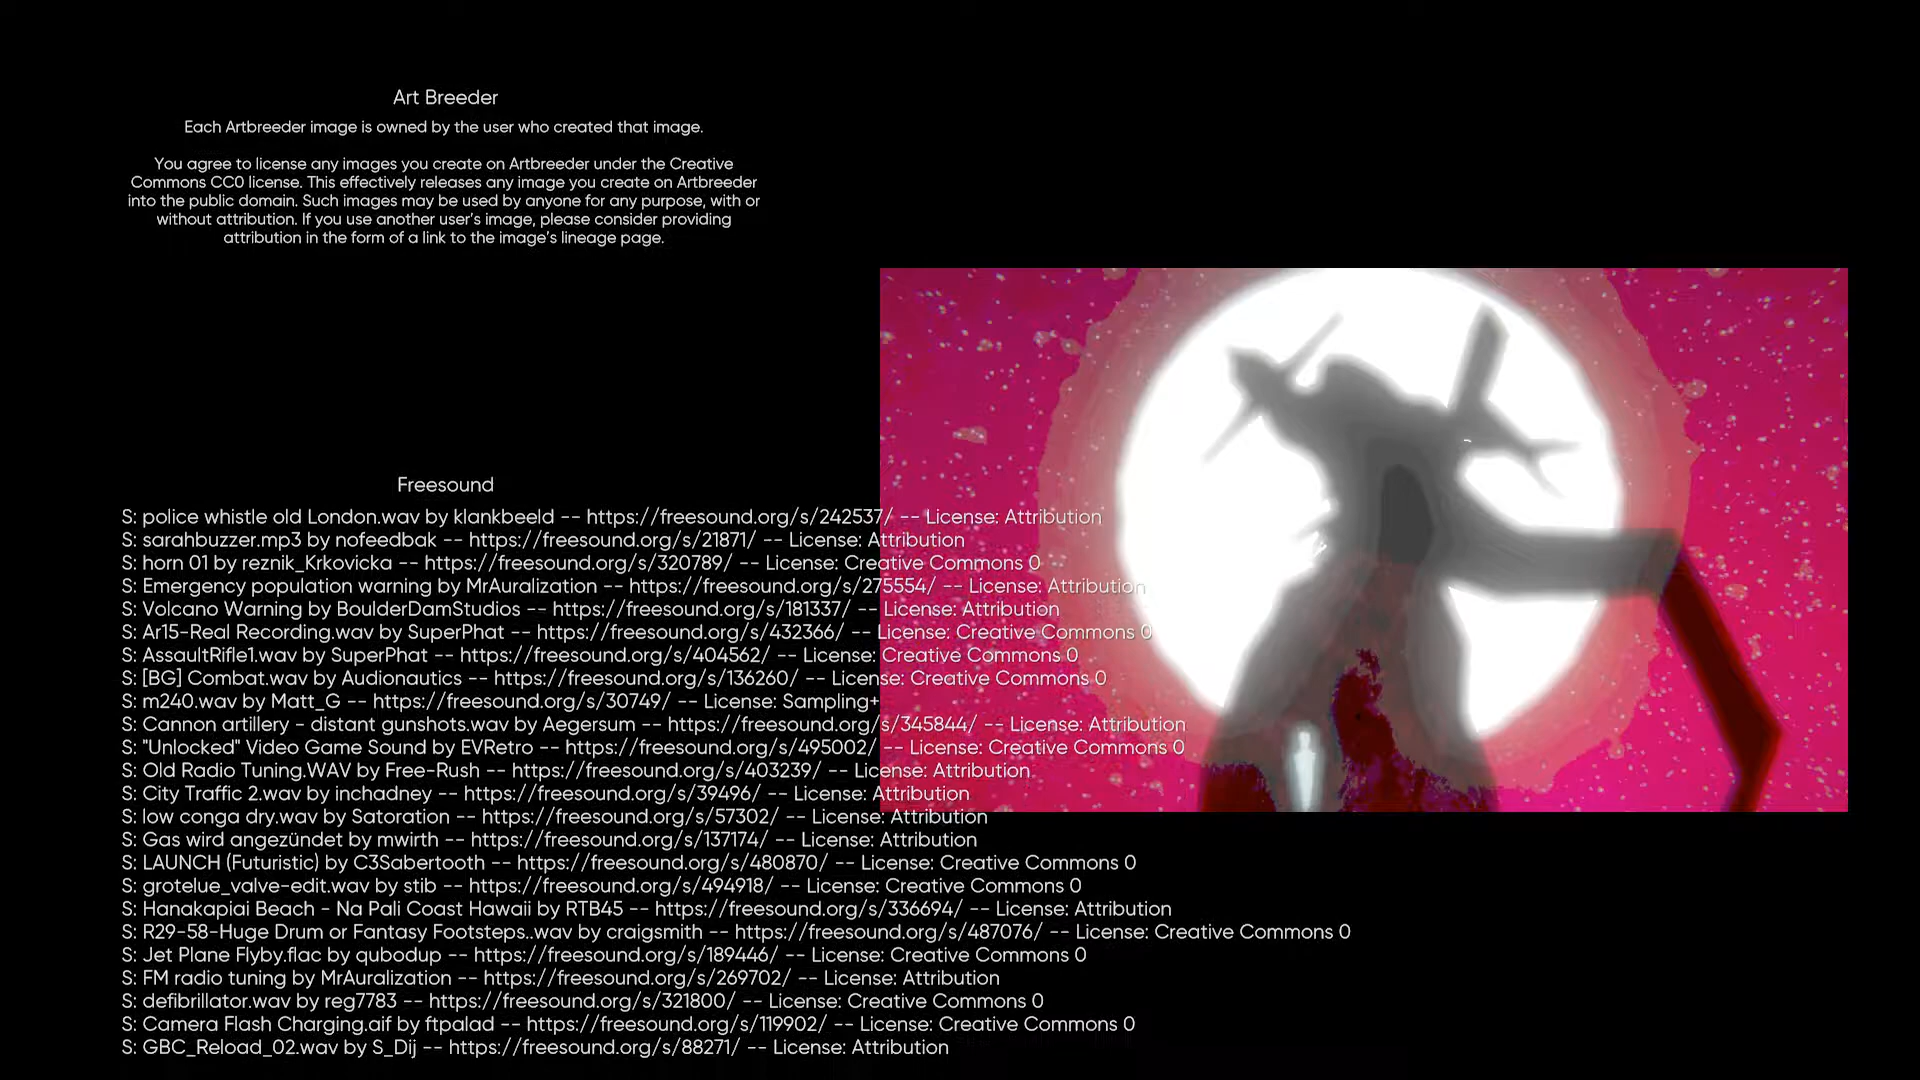 Art Breeder
Each Artbreeder image is owned by the user who created that image.
You agree to license any images you create on Artbreeder under the Creative
Commons CC0 license. This effectively releases any image you create on Artbreeder
into the public domain. Such images may be used by anyone for any purpose, with or
without attribution. If you use another user's image, please consider providing
attribution in the form of a link to the image's lineage page.
Freesound
S: police whistle old London.wav by klankbeeld -- https://freesound.org/s/242537/ -- License: Attribution
S: sarahbuzzer.mp3 by nofeedbak -- https://freesound.org/s/21871/ -- License: Attribution
S: horn 01 by reznik_Krkovicka -- https://freesound.org/s/320789/ -- License: Creative Commons 0
S: Emergency population warning by MrAuralization -- https://freesound.org/s/275554/ -- License: Attribution
S: Volcano Warning by BoulderDamStudios -- https://freesound.org/s/181337/ -- License: Attribution
S: Ar15-Real Recording.wav by SuperPhat -- https://freesound.org/s/432366/ -- License: Creative Commons 0
S: AssaultRifle1.wav by SuperPhat -- https://freesound.org/s/404562/ -- License: Creative Commons 0
S: [BG] Combat.wav by Audionautics -- https://freesound.org/s/136260/ -- License: Creative Commons 0
S: m240.wav by Matt_G -- https://freesound.org/s/30749/ -- License: Sampling+
S: Cannon artillery - distant gunshots.wav by Aegersum -- https://freesound.org/s/345844/ -- License: Attribution
S: "Unlocked" Video Game Sound by EVRetro -- https://freesound.org/s/495002/ -- License: Creative Commons 0
S: Old Radio Tuning.WAV by Free-Rush -- https://freesound.org/s/403239/ -- License: Attribution
S: City Traffic 2.wav by inchadney -- https://freesound.org/s/39496/ -- License: Attribution
S: low conga dry.wav by Satoration -- https://freesound.org/s/57302/ -- License: Attribution
S: Gas wird angezündet by mwirth -- https://freesound.org/s/137174/ -- License: Attribution
S: LAUNCH (Futuristic) by C3Sabertooth -- https://freesound.org/s/480870/ -- License: Creative Commons 0
S: grotelue_valve-edit.wav by stib -- https://freesound.org/s/494918/ -- License: Creative Commons 0
S: Hanakapiai Beach - Na Pali Coast Hawaii by RTB45 -- https://freesound.org/s/336694/ -- License: Attribution
S: R29-58-Huge Drum or Fantasy Footsteps..wav by craigsmith -- https://freesound.org/s/487076/ -- License: Creative Commons 0
S: Jet Plane Flyby.flac by qubodup -- https://freesound.org/s/189446/ -- License: Creative Commons 0
S: FM radio tuning by MrAuralization -- https://freesound.org/s/269702/ -- License: Attribution
S: defibrillator.wav by reg7783 -- https://freesound.org/s/321800/ -- License: Creative Commons 0
S: Camera Flash Charging.aif by ftpalad -- https://freesound.org/s/119902/ -- License: Creative Commons 0
S: GBC_Reload_02.wav by S_Dij -- https://freesound.org/s/88271/ -- License: Attribution